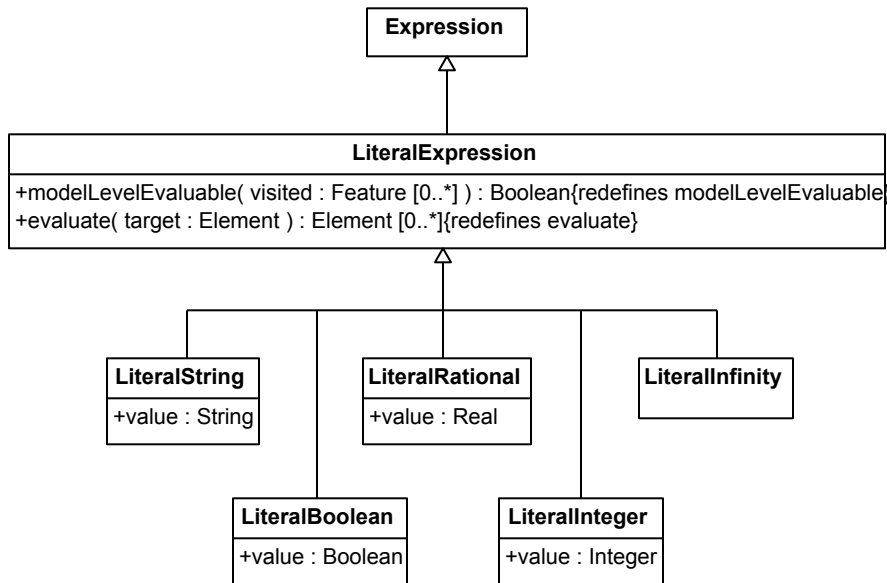 Expression
LiteralExpression
+modelLevelEvaluable( visited : Feature [0..*] ) : Boolean{redefines modelLevelEvaluable}
+evaluate( target : Element ) : Element [0..*]{redefines evaluate}
LiteralString
+value : String
LiteralRational
+value : Real
LiteralInfinity
LiteralBoolean
+value : Boolean
LiteralInteger
+value : Integer